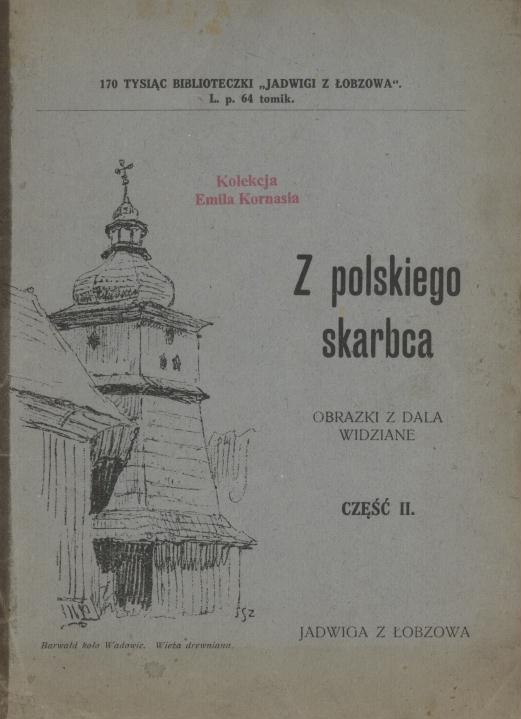 170 TYSIĄC BIBLIOTECZKI „JADWIGI Z ŁOBZOWA“.
L. p. 64 tomik.
Kolekcja
Emila Kornasia
Z polskiego
skarbca
OBRAZKI Z DALA
WIDZIANE
CZĘŚĆ II.
JADWIGA Z ŁOBZOWA
Barwałd koło Wadowic. Wieża drewniana.